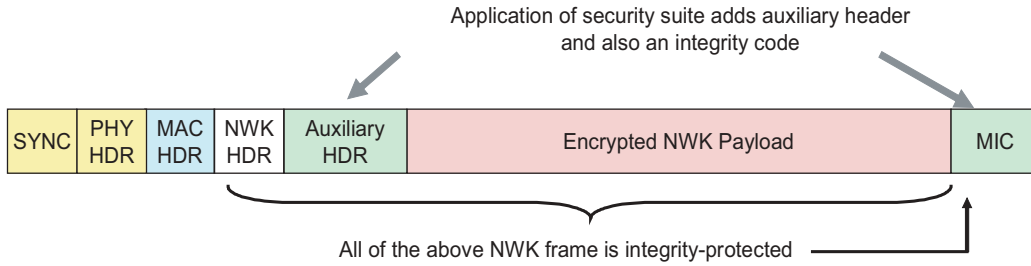 Application of security suite adds auxiliary header
and also an integrity code
SYNC
PHY
HDR
MAC
HDR
NWK
HDR
Auxiliary
HDR
Encrypted NWK Payload
MIC
All of the above NWK frame is integrity-protected